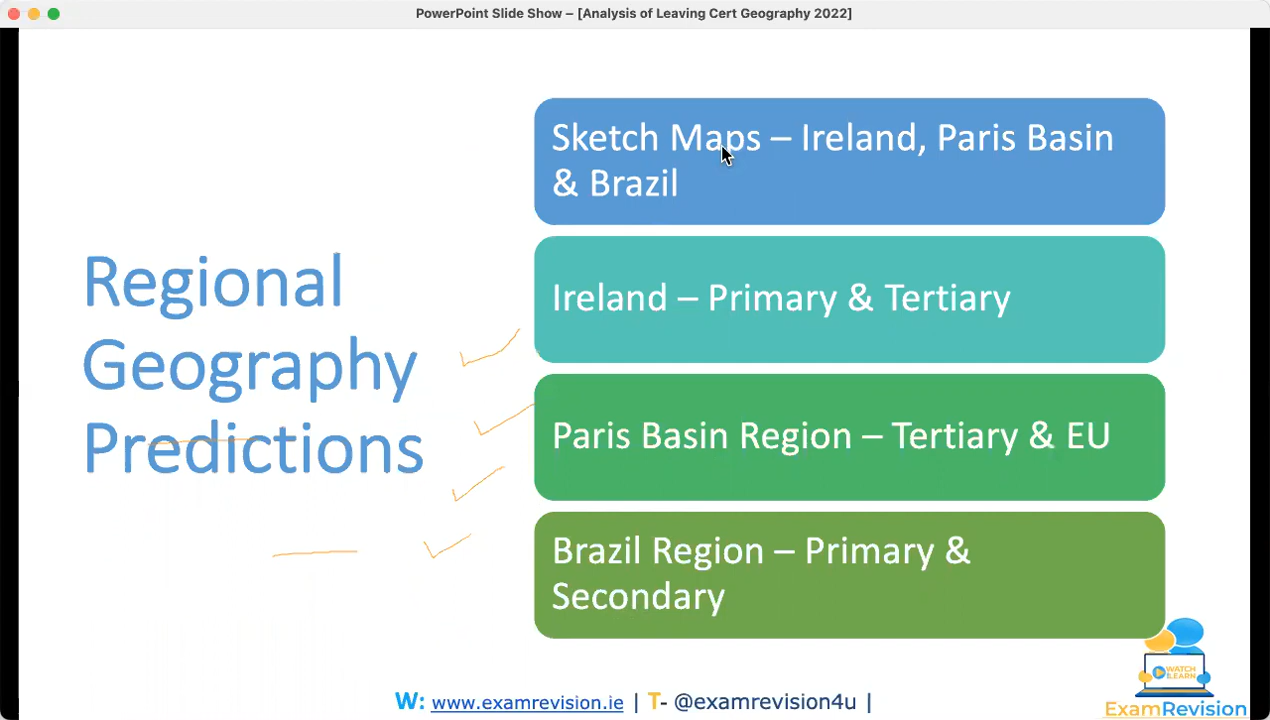 PowerPoint Slide Show – [Analysis of Leaving Cert Geography 2022]
Regional
Geography
Predictions
Sketch Maps – Ireland, Paris Basin
& Brazil
Ireland – Primary & Tertiary
Paris Basin Region – Tertiary & EU
Brazil Region – Primary &
Secondary
W: www.examrevision.ie | T- @examrevision4u |
WATCH
& LEARN
ExamRevision